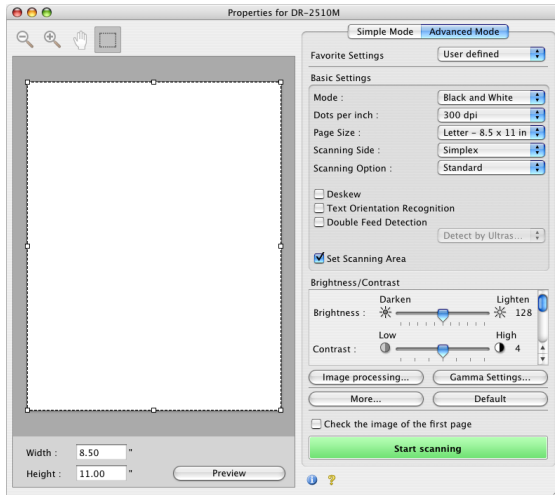 Properties for DR-2510M
Simple Mode Advanced Mode
Favorite Settings User defined
Basic Settings
Mode : Black and White
Dots per inch : 300 dpi
Page Size : Letter - 8.5 x 11 in
Scanning Side : Simplex
Scanning Option : Standard
Deskew
Text Orientation Recognition
Double Feed Detection
Detect by Ultras...
Set Scanning Area
Brightness/Contrast
Darken Lighten
Brightness : 128
Low High
Contrast : 4
Image processing... Gamma Settings...
More... Default
Check the image of the first page
Start scanning
Width : 8.50 "
Height : 11.00 " Preview